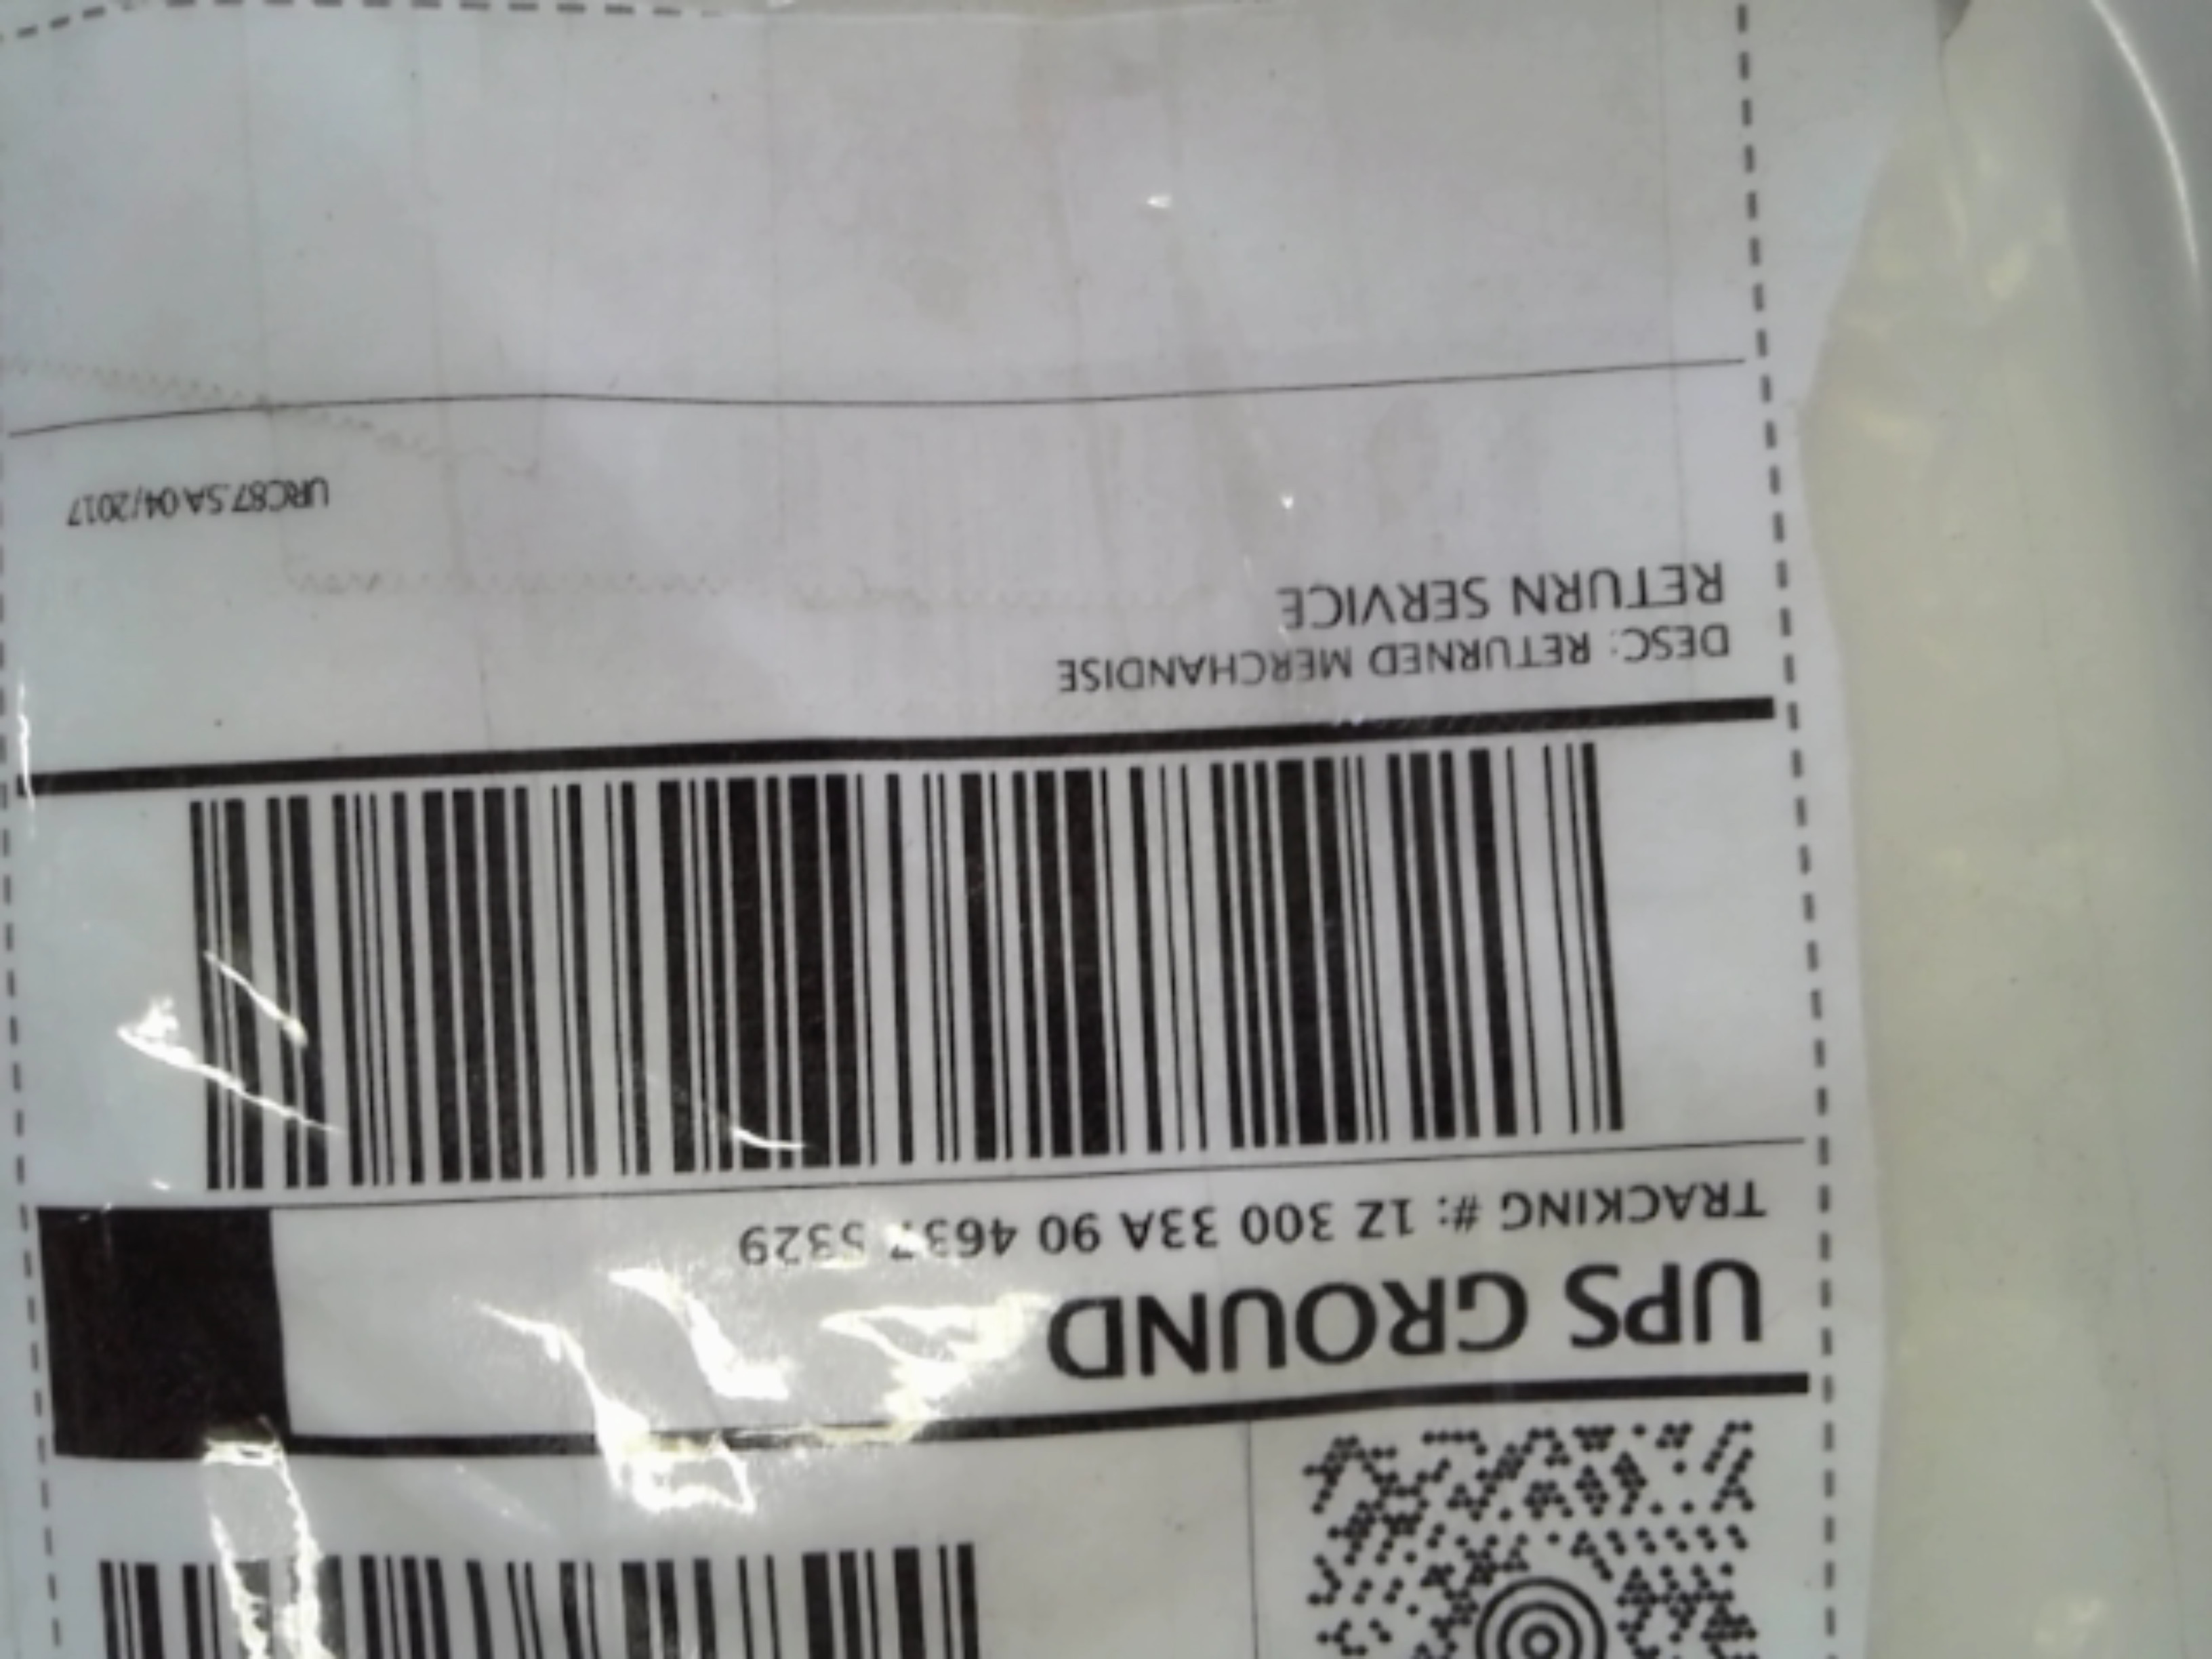 UPS GROUND
TRACKING #: 1Z 300 33A 90 4637 5329
DESC: RETURNED MERCHANDISE
RETURN SERVICE
URC87.5A 04/2017